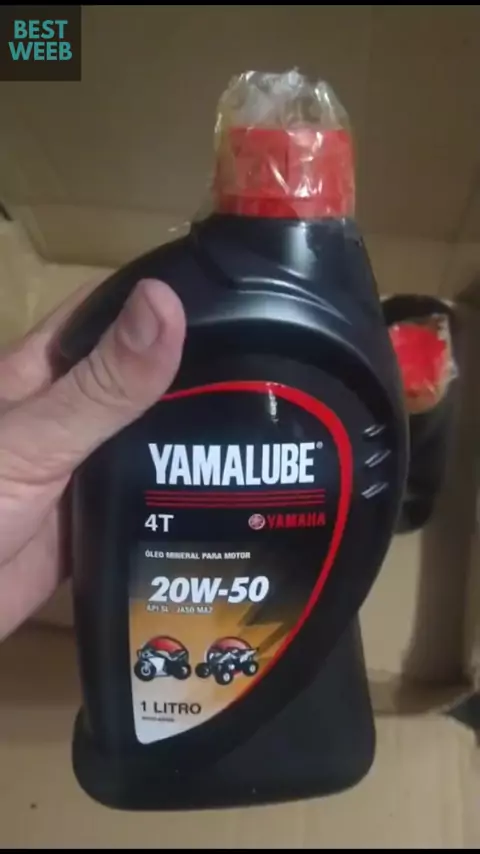 BEST
WEEB
YAMALUBE®
4T
YAMAHA
ÓLEO MINERAL PARA MOTOR
20W-50
API SL - JASO MA2
1 LITRO